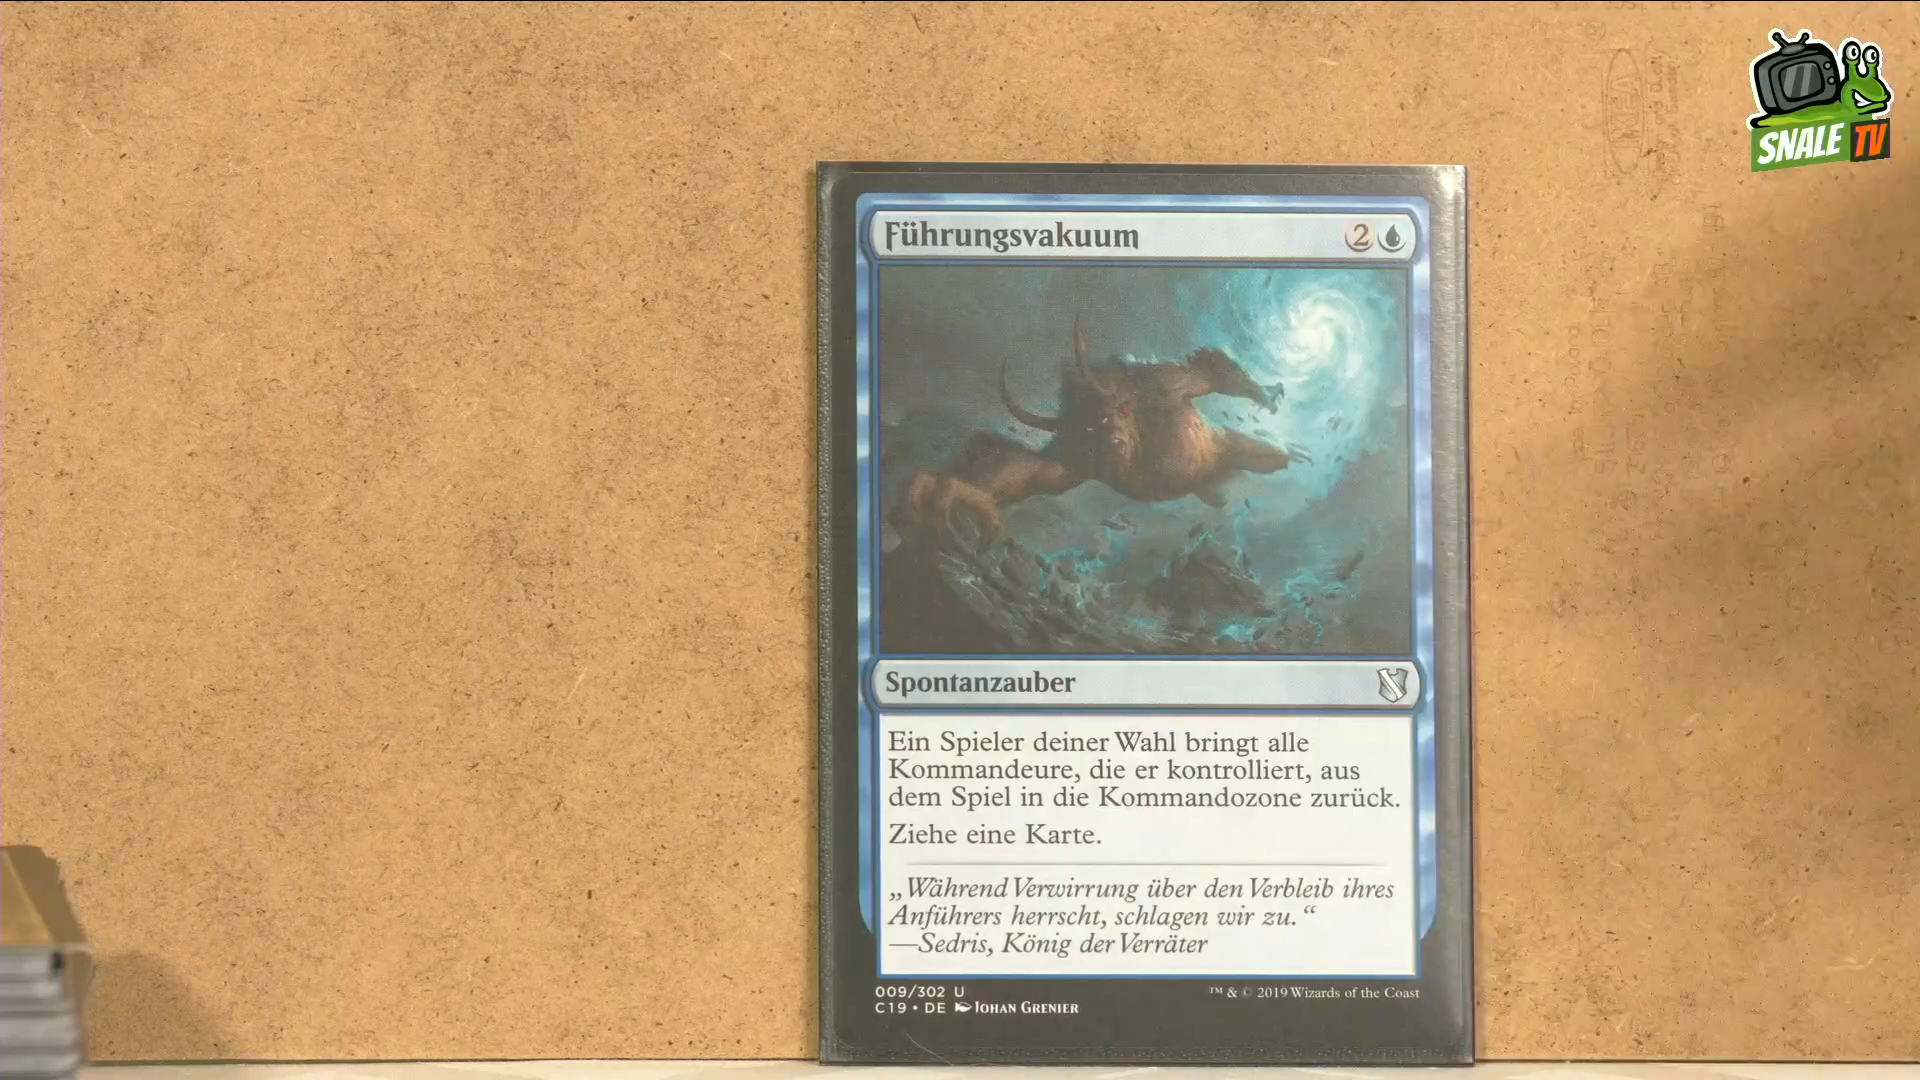 SNALE TV
Führungsvakuum
2
Spontanzauber
Ein Spieler deiner Wahl bringt alle
Kommandeure, die er kontrolliert, aus
dem Spiel in die Kommandozone zurück.
Ziehe eine Karte.
„Während Verwirrung über den Verbleib ihres
Anführers herrscht, schlagen wir zu.“
—Sedris, König der Verräter
009/302 U
C19 • DE Johan Grenier
™ & © 2019 Wizards of the Coast